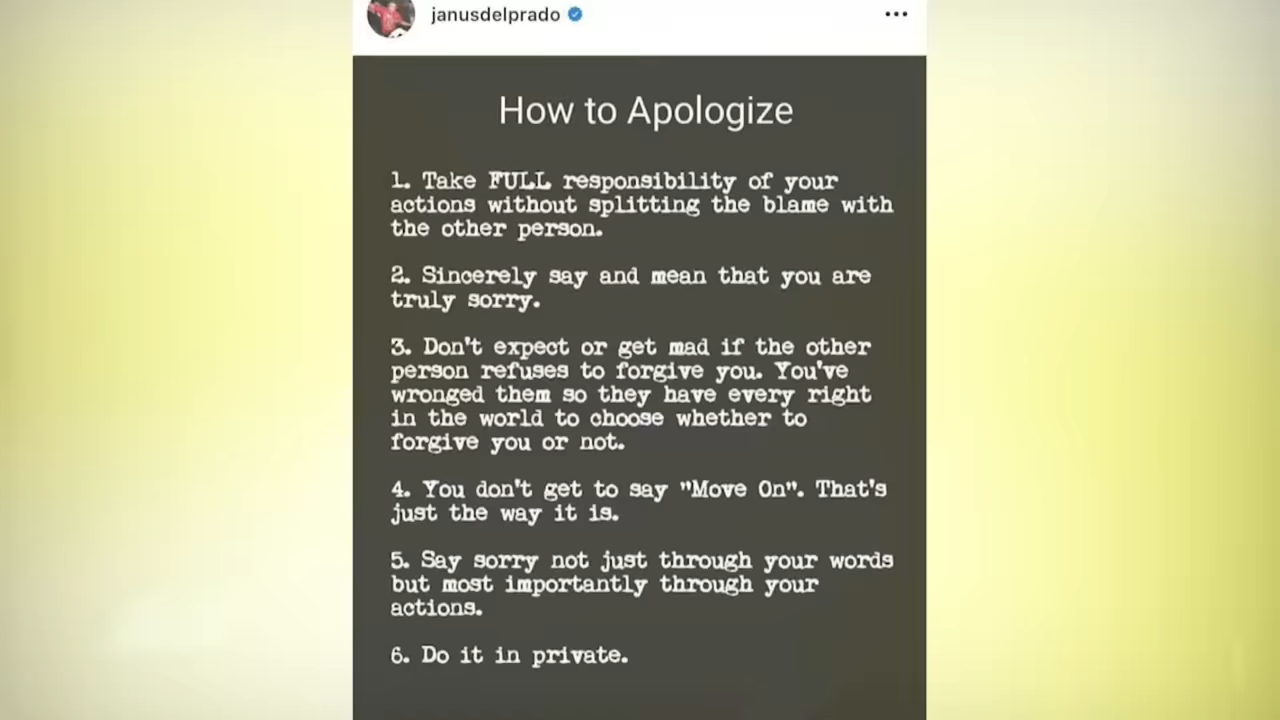 janusdelprado
How to Apologize
1. Take FULL responsibility of your
actions without splitting the blame with
the other person.
2. Sincerely say and mean that you are
truly sorry.
3. Don't expect or get mad if the other
person refuses to forgive you. You've
wronged them so they have every right
in the world to choose whether to
forgive you or not.
4. You don't get to say "Move On". That's
just the way it is.
5. Say sorry not just through your words
but most importantly through your
actions.
6. Do it in private.